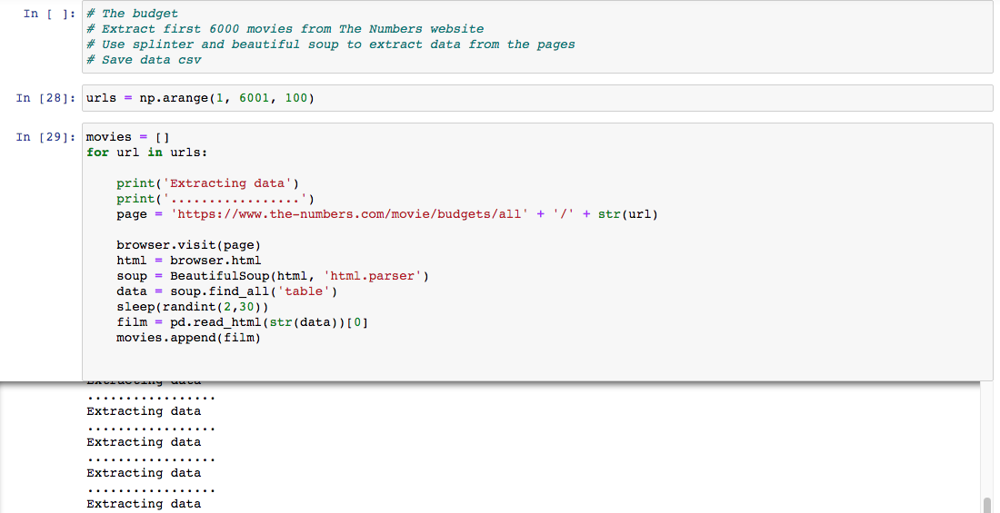 In [ ]: # The budget
# Extract first 6000 movies from The Numbers website
# Use splinter and beautiful soup to extract data from the pages
# Save data csv
In [28]: urls = np.arange(1, 6001, 100)
In [29]: movies = []
for url in urls:
print('Extracting data')
print('.................')
page = 'https://www.the-numbers.com/movie/budgets/all' + '/' + str(url)
browser.visit(page)
html = browser.html
soup = BeautifulSoup(html, 'html.parser')
data = soup.find_all('table')
sleep(randint(2,30))
film = pd.read_html(str(data))[0]
movies.append(film)
Extracting data
.................
Extracting data
.................
Extracting data
.................
Extracting data
.................
Extracting data